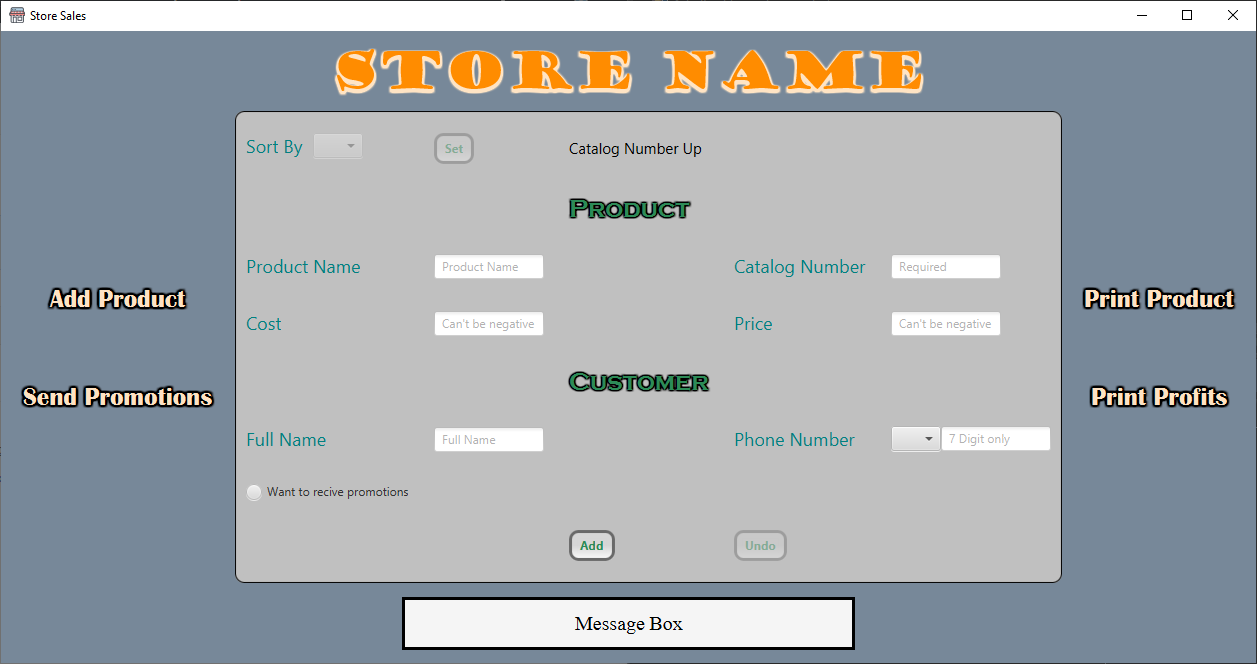 Store Sales
STORE NAME
Sort By
Set
Catalog Number Up
PRODUCT
Product Name
Product Name
Catalog Number
Required
Cost
Can't be negative
Price
Can't be negative
Add Product
Print Product
CUSTOMER
Send Promotions
Print Profits
Full Name
Full Name
Phone Number
7 Digit only
Want to recive promotions
Add
Undo
Message Box